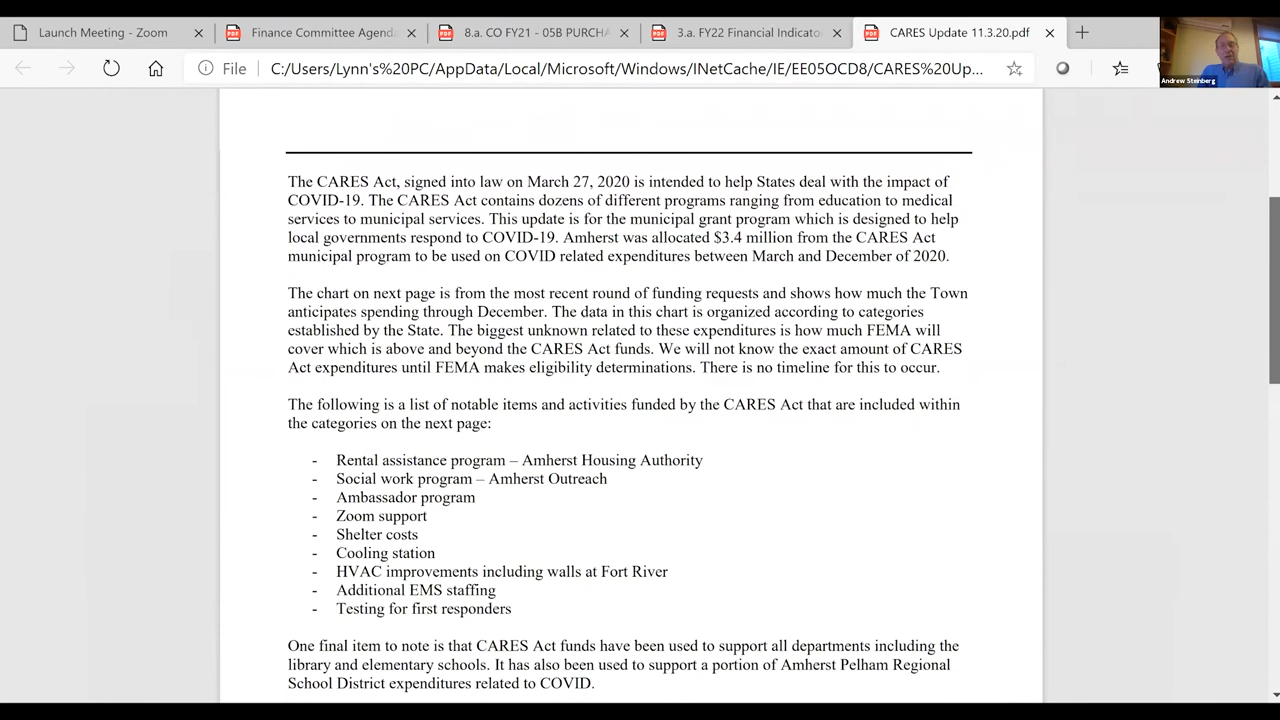 Launch Meeting - Zoom
Finance Committee Agenda
8.a. CO FY21 - 05B PURCHA
3.a. FY22 Financial Indicator
CARES Update 11.3.20.pdf
File C:/Users/Lynn's%20PC/AppData/Local/Microsoft/Windows/INetCache/IE/EE05OCD8/CARES%20Up...
Andrew Steinberg
The CARES Act, signed into law on March 27, 2020 is intended to help States deal with the impact of
COVID-19. The CARES Act contains dozens of different programs ranging from education to medical
services to municipal services. This update is for the municipal grant program which is designed to help
local governments respond to COVID-19. Amherst was allocated $3.4 million from the CARES Act
municipal program to be used on COVID related expenditures between March and December of 2020.
The chart on next page is from the most recent round of funding requests and shows how much the Town
anticipates spending through December. The data in this chart is organized according to categories
established by the State. The biggest unknown related to these expenditures is how much FEMA will
cover which is above and beyond the CARES Act funds. We will not know the exact amount of CARES
Act expenditures until FEMA makes eligibility determinations. There is no timeline for this to occur.
The following is a list of notable items and activities funded by the CARES Act that are included within
the categories on the next page:
- Rental assistance program – Amherst Housing Authority
- Social work program – Amherst Outreach
- Ambassador program
- Zoom support
- Shelter costs
- Cooling station
- HVAC improvements including walls at Fort River
- Additional EMS staffing
- Testing for first responders
One final item to note is that CARES Act funds have been used to support all departments including the
library and elementary schools. It has also been used to support a portion of Amherst Pelham Regional
School District expenditures related to COVID.